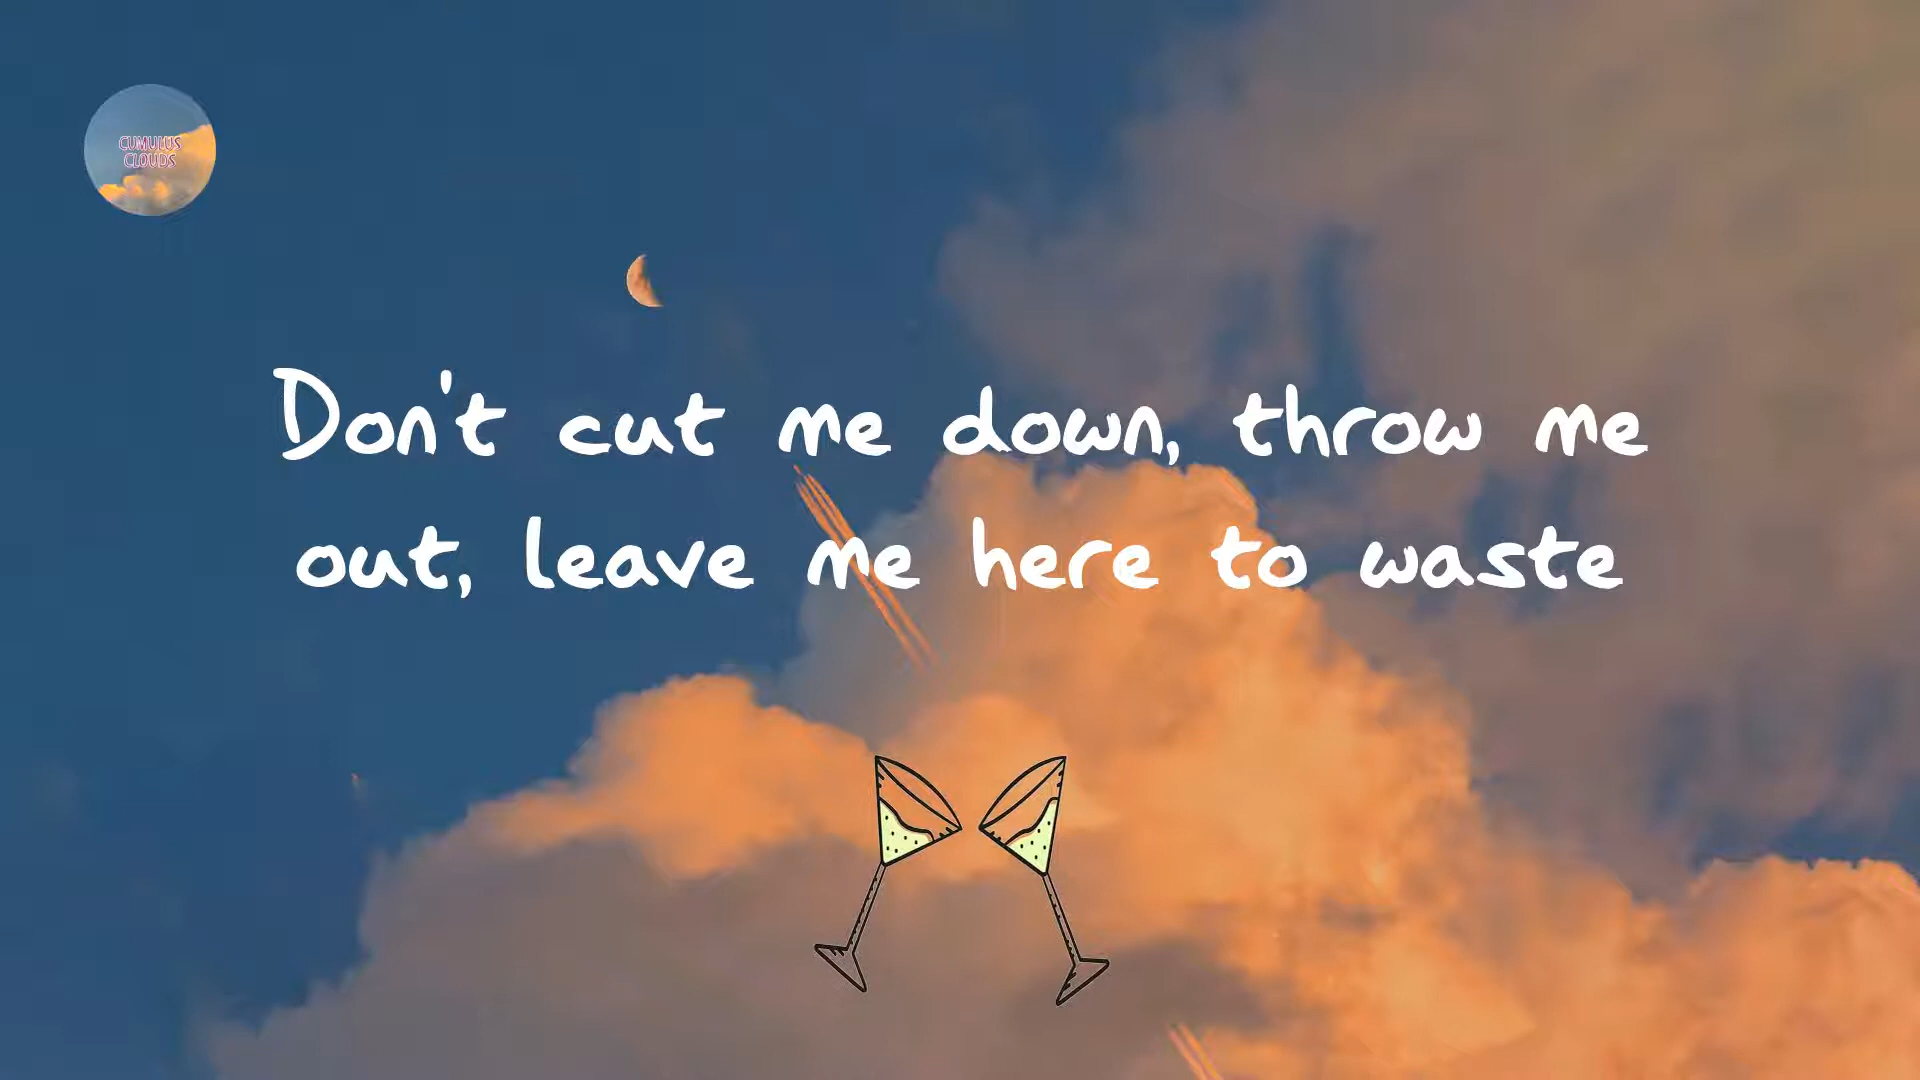 CUMULUS
CLOUDS
Don't cut me down, throw me
out, leave me here to waste